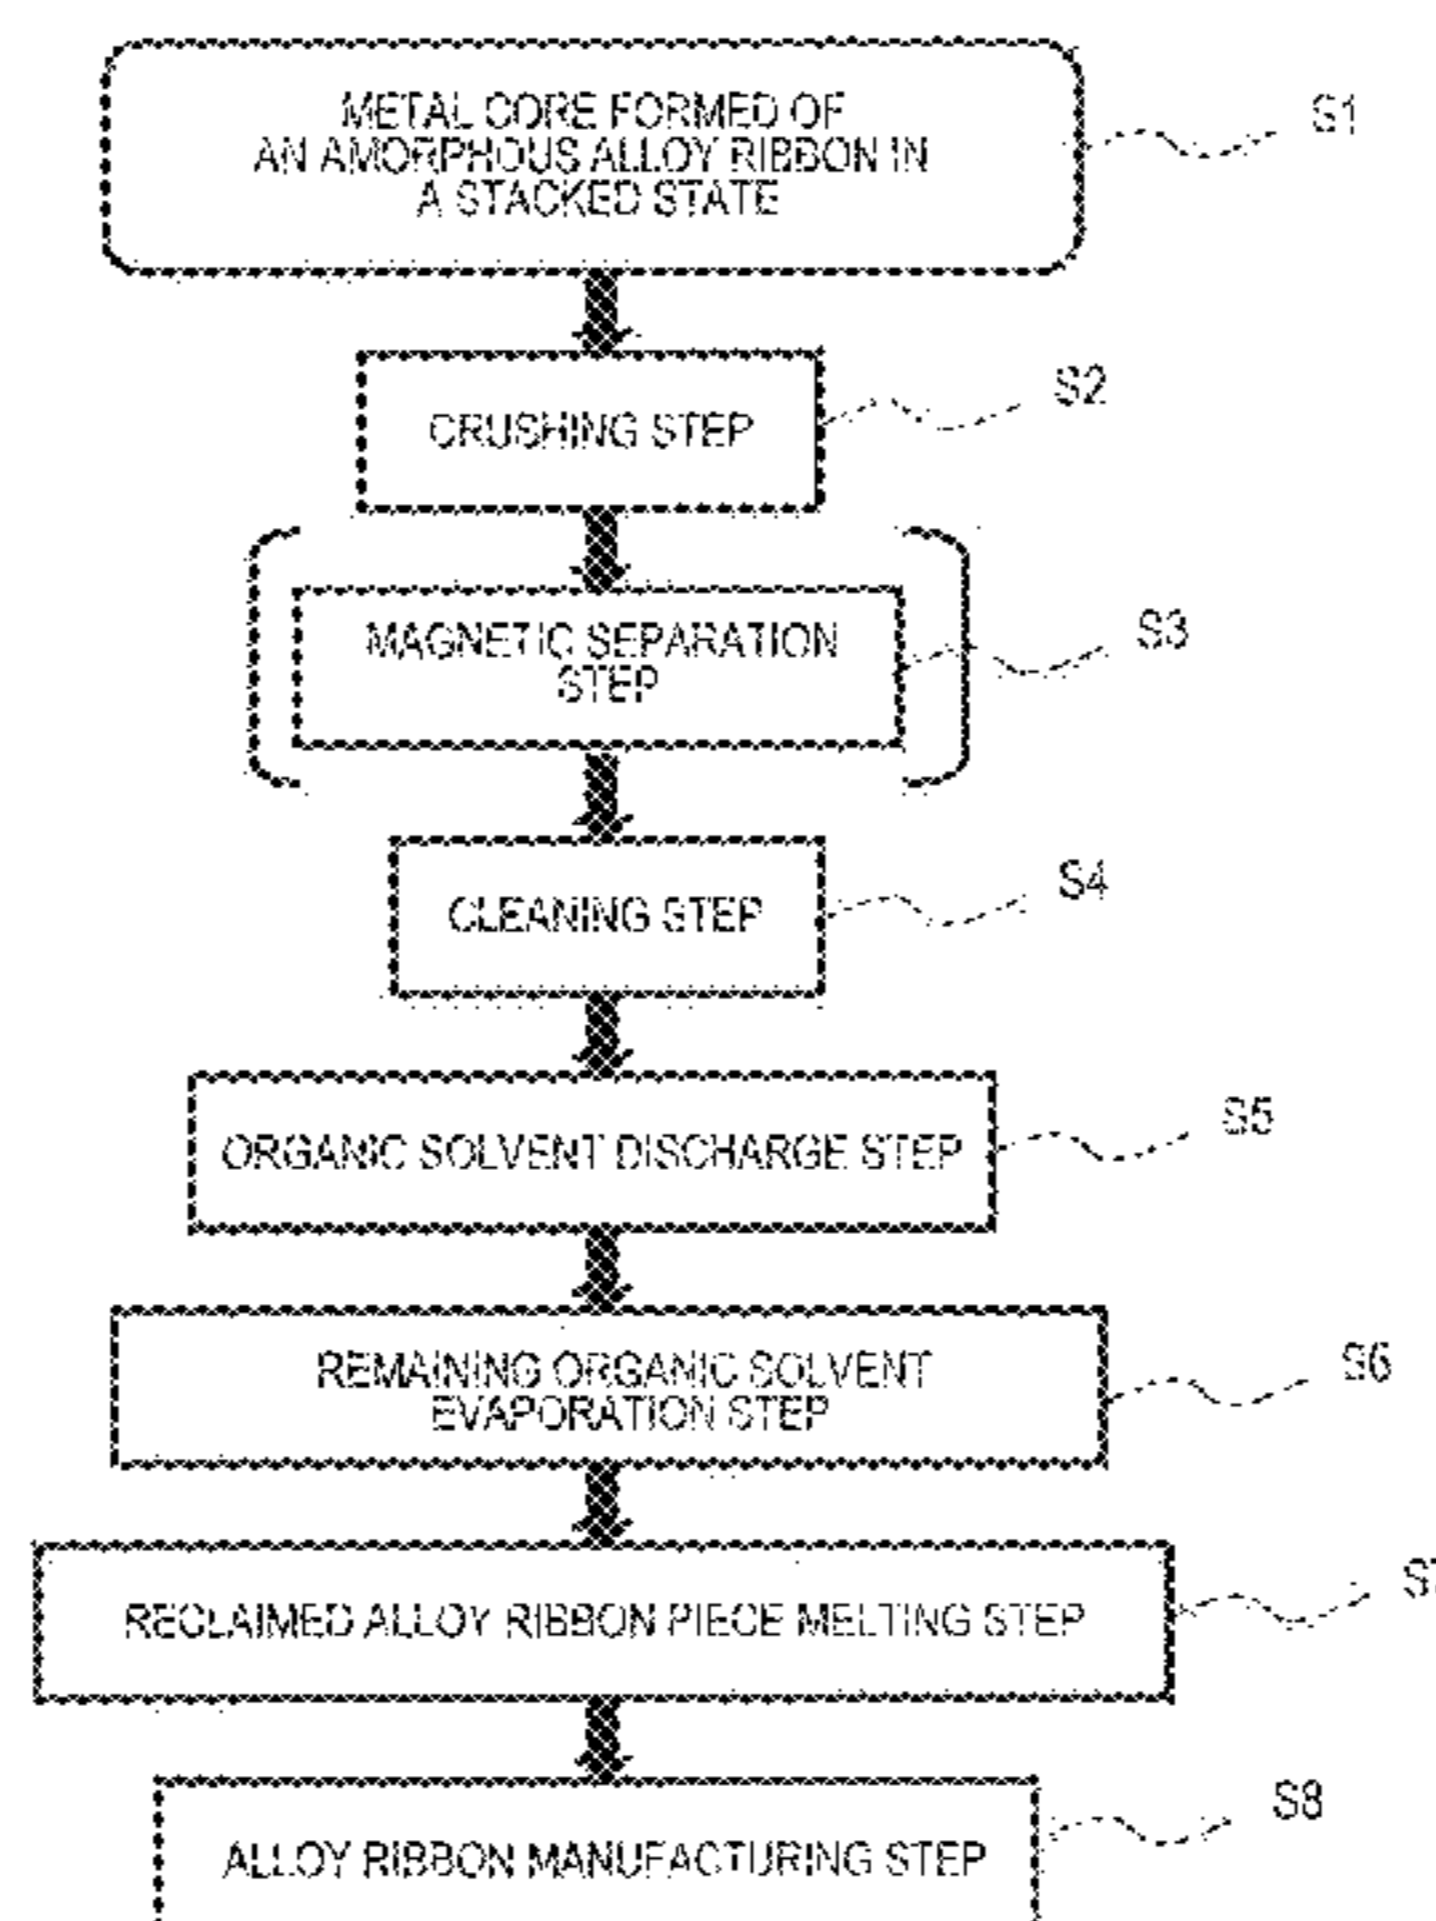 METAL CORE FORMED OF
AN AMORPHOUS ALLOY RIBBON IN
A STACKED STATE
S1
CRUSHING STEP
S2
MAGNETIC SEPARATION
STEP
S3
CLEANING STEP
S4
ORGANIC SOLVENT DISCHARGE STEP
S5
REMAINING ORGANIC SOLVENT
EVAPORATION STEP
S6
RECLAIMED ALLOY RIBBON PIECE MELTING STEP
ALLOY RIBBON MANUFACTURING STEP
S8